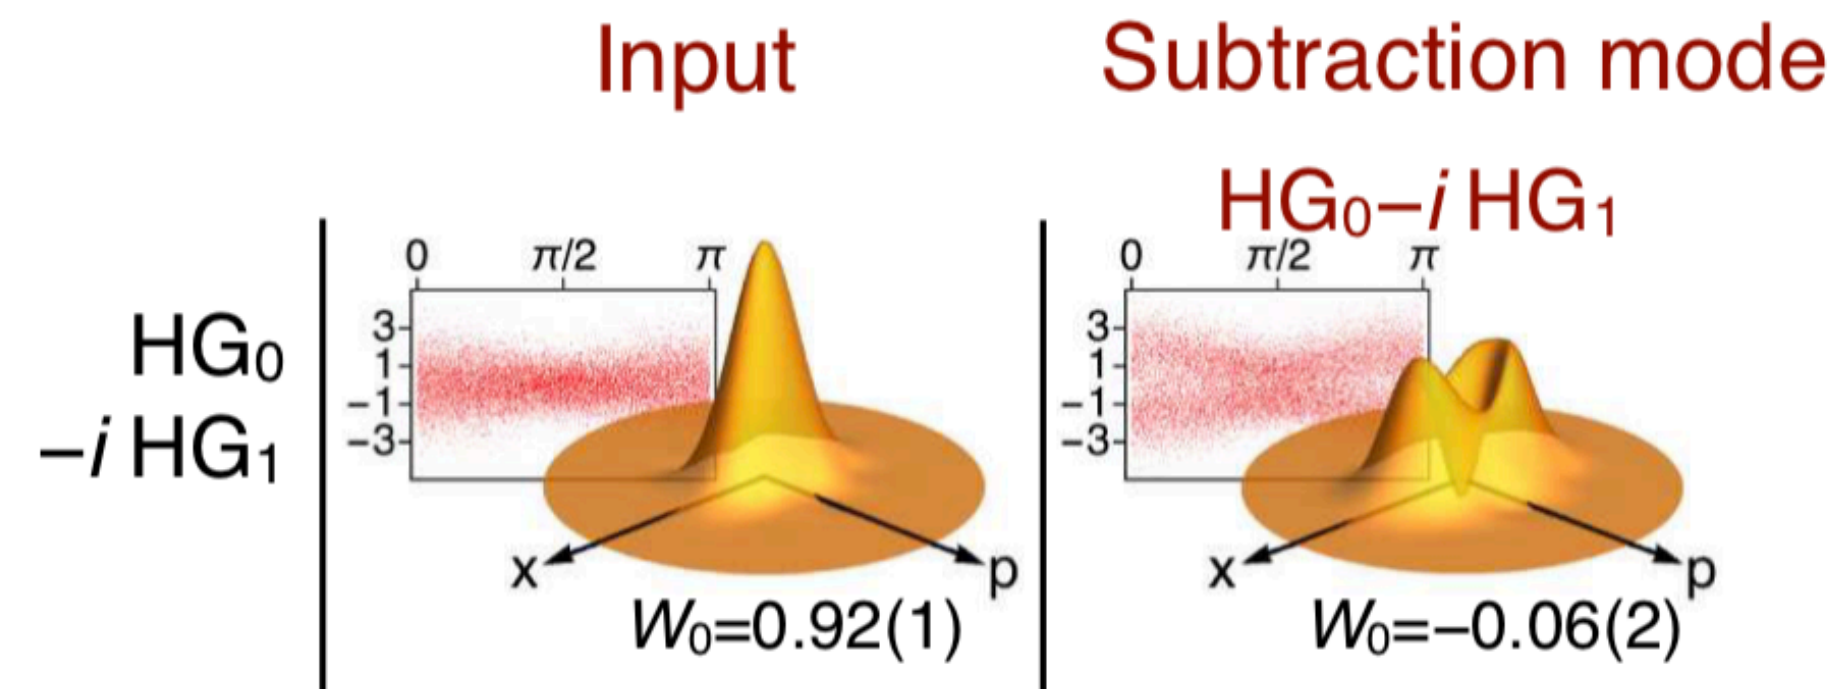 Input
Subtraction mode
HG₀–i HG₁
0 π/2 π
0 π/2 π
HG₀
–i HG₁
3
1
–1
–3
3
1
–1
–3
x
p
x
p
W₀=0.92(1)
W₀=–0.06(2)